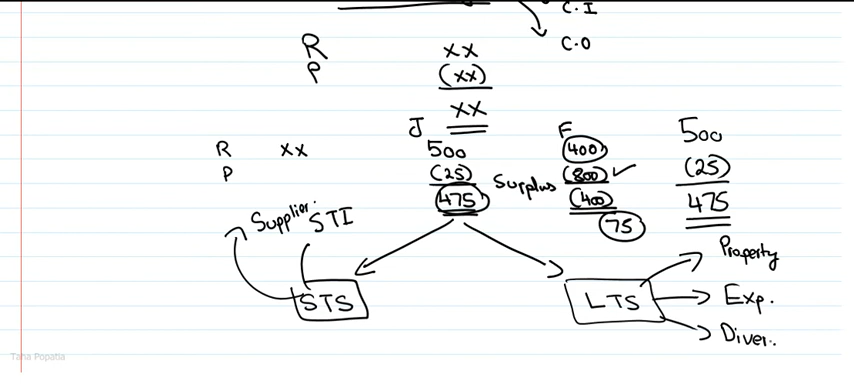 C.I
C.O
R XX
P (XX)
XX
J F
R XX 500 400 500
P (25) Surplus (800) (25)
475 (400) 475
75
Supplier. STI
Property
STS LTS
Exp.
Diver..
Taha Popatia